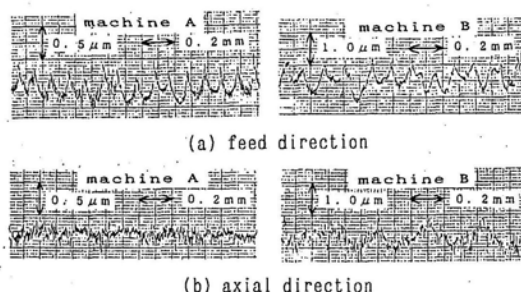 machine A
0.5μm
0.2mm
machine B
1.0μm
0.2mm
(a) feed direction
machine A
0.5μm
0.2mm
machine B
1.0μm
0.2mm
(b) axial direction